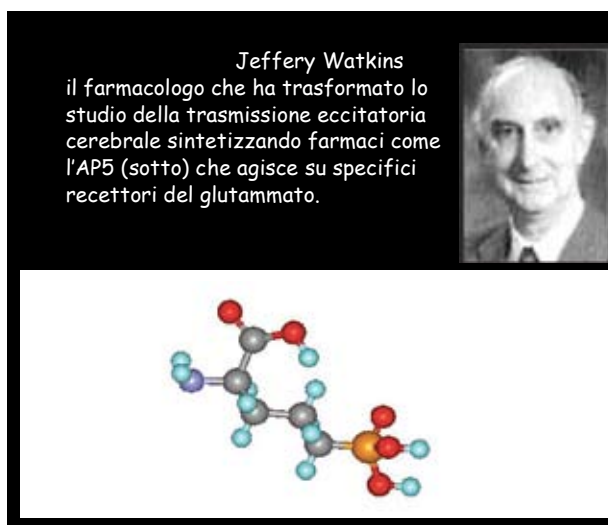 Jeffery Watkins
il farmacologo che ha trasformato lo
studio della trasmissione eccitatoria
cerebrale sintetizzando farmaci come
l'AP5 (sotto) che agisce su specifici
recettori del glutammato.